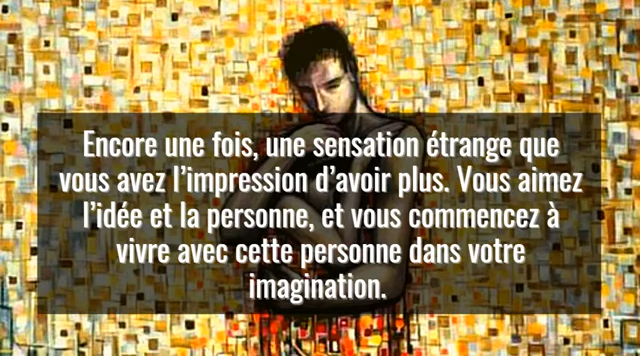 Encore une fois, une sensation étrange que
vous avez l’impression d’avoir plus. Vous aimez
l’idée et la personne, et vous commencez à
vivre avec cette personne dans votre
imagination.